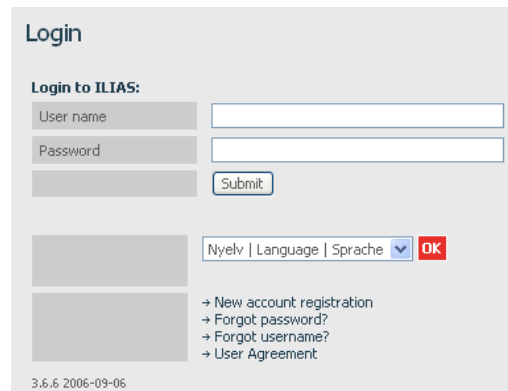 Login
Login to ILIAS:
User name
Password
Submit
Nyelv | Language | Sprache OK
→ New account registration
→ Forgot password?
→ Forgot username?
→ User Agreement
3.6.6 2006-09-06